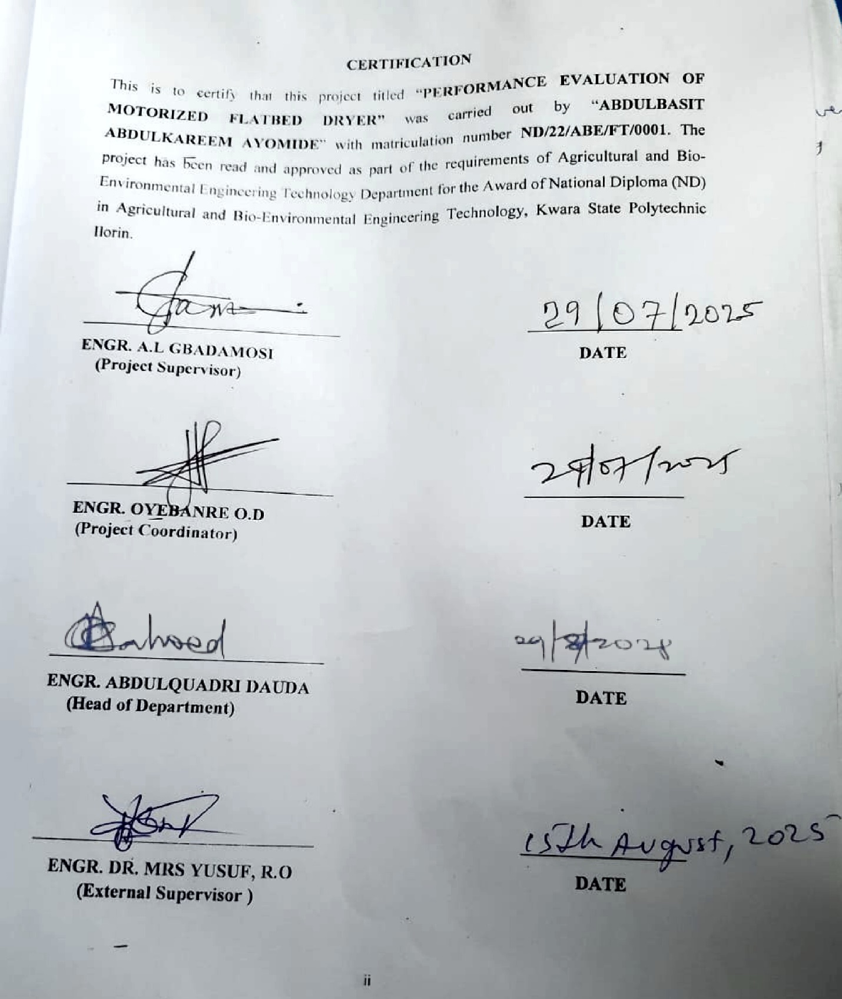 CERTIFICATION
This is to certify that this project titled “PERFORMANCE EVALUATION OF
MOTORIZED FLATBED DRYER” was carried out by “ABDULBASIT
ABDULKAREEM AYOMIDE” with matriculation number ND/22/ABE/FT/0001. The
project has been read and approved as part of the requirements of Agricultural and Bio-
Environmental Engineering Technology Department for the Award of National Diploma (ND)
in Agricultural and Bio-Environmental Engineering Technology, Kwara State Polytechnic
Ilorin.
29/07/2025
ENGR. A.L GBADAMOSI
DATE
(Project Supervisor)
29/07/2025
ENGR. OYEBANRE O.D
DATE
(Project Coordinator)
ENGR. ABDULQUADRI DAUDA
DATE
(Head of Department)
15th August, 2025
ENGR. DR. MRS YUSUF, R.O
DATE
(External Supervisor )
ii